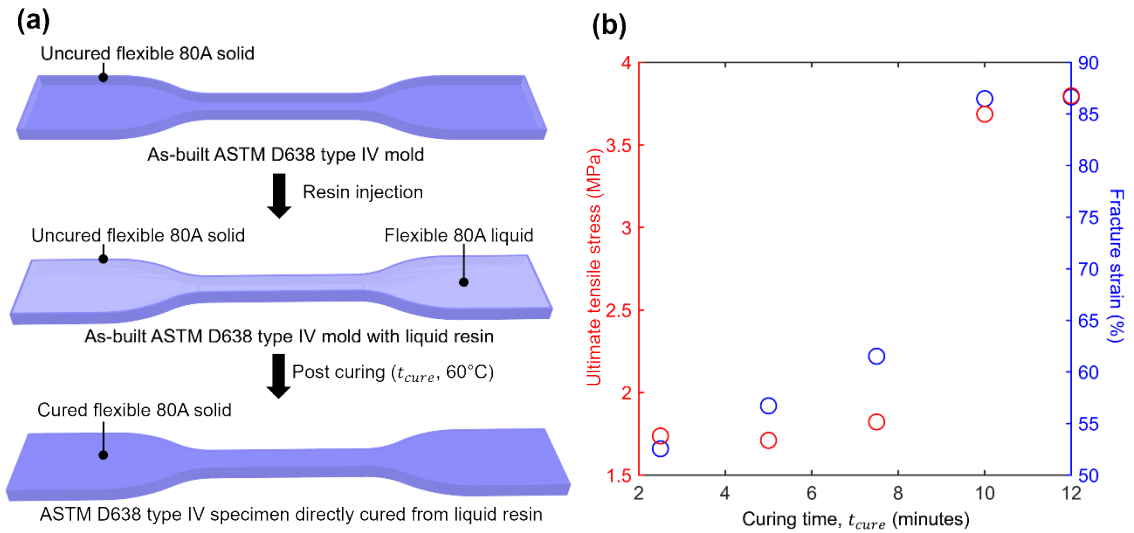 (a)
Uncured flexible 80A solid
As-built ASTM D638 type IV mold
Resin injection
Uncured flexible 80A solid
Flexible 80A liquid
As-built ASTM D638 type IV mold with liquid resin
Post curing (t_cure, 60°C)
Cured flexible 80A solid
ASTM D638 type IV specimen directly cured from liquid resin
(b)
4
3.5
3
2.5
2
1.5
Ultimate tensile stress (MPa)
90
85
80
75
70
65
60
55
50
Fracture strain (%)
2
4
6
8
10
12
Curing time, t_cure (minutes)